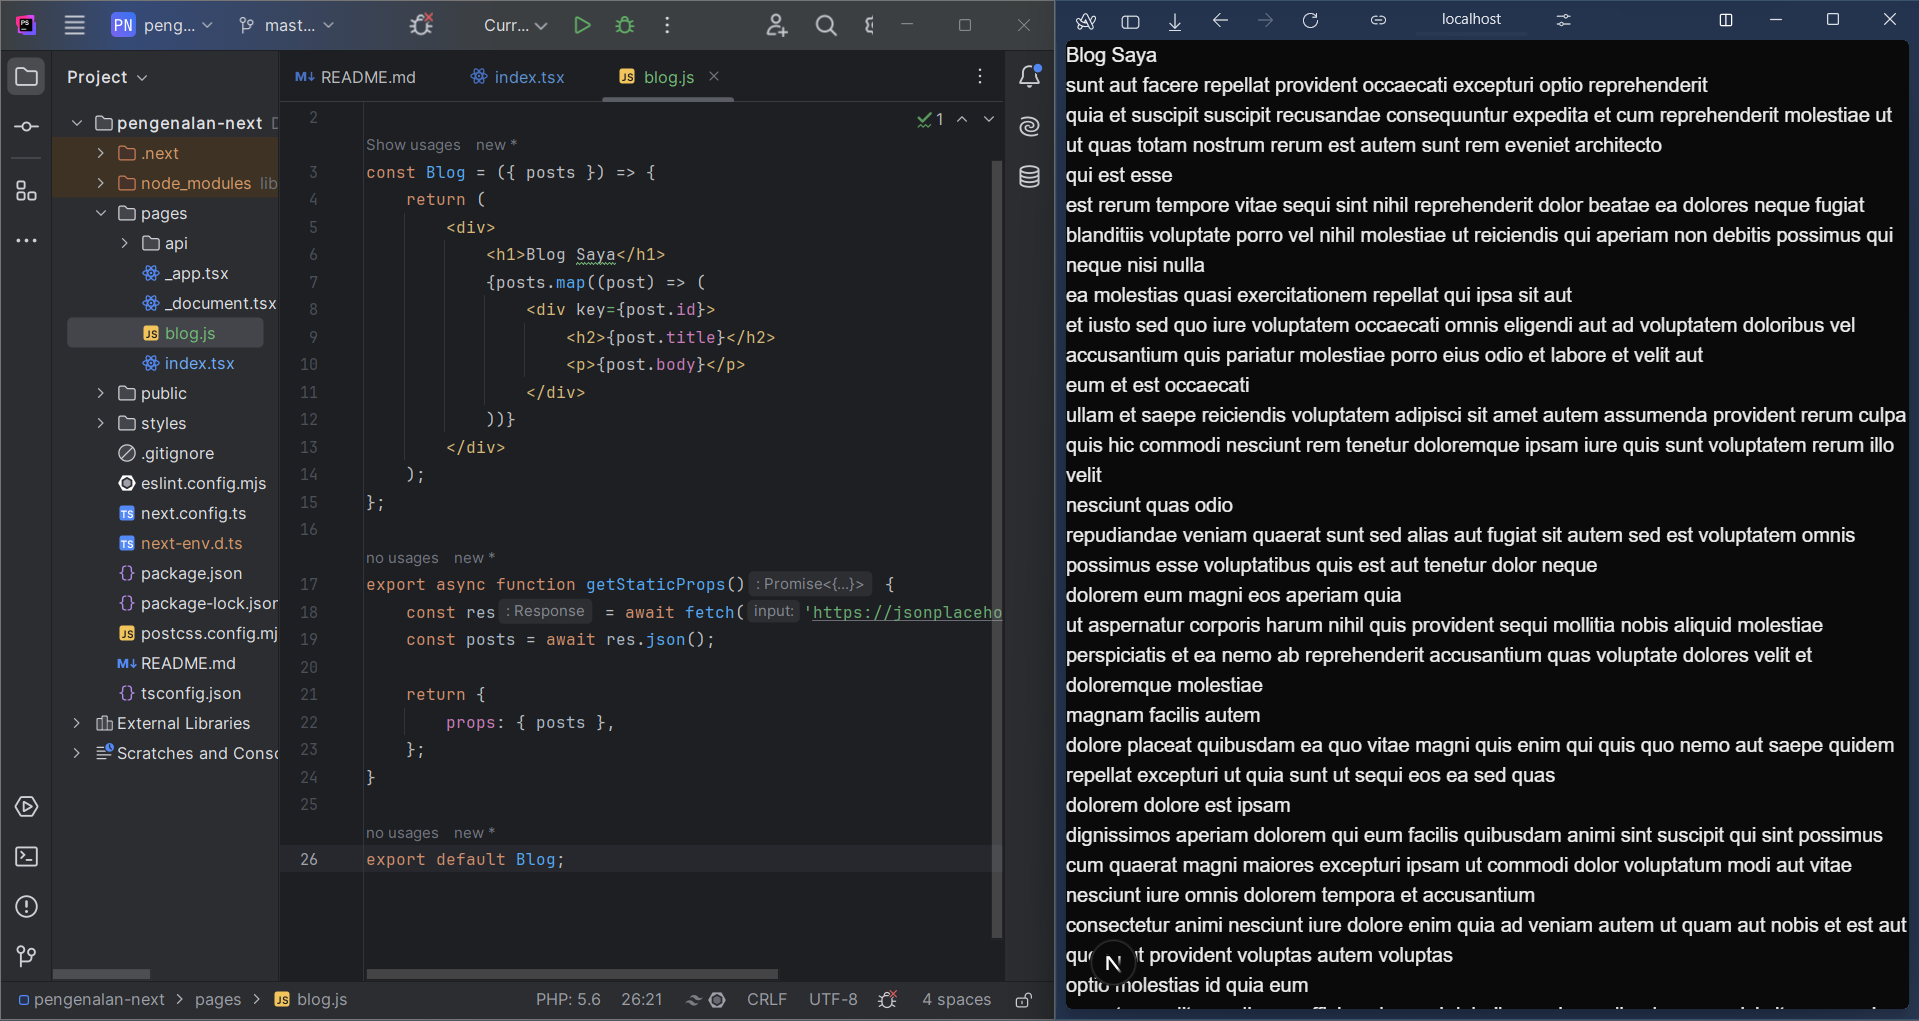 PN peng... mast... Curr...
Project
README.md index.tsx JS blog.js
pengenalan-next
.next
node_modules lib
pages
api
_app.tsx
_document.tsx
JS blog.js
index.tsx
public
styles
.gitignore
eslint.config.mjs
TS next.config.ts
TS next-env.d.ts
{} package.json
{} package-lock.jsor
JS postcss.config.mj
M↓ README.md
{} tsconfig.json
External Libraries
Scratches and Conso
1
2
Show usages new *
3 const Blog = ({ posts }) => {
4 return (
5 <div>
6 <h1>Blog Saya</h1>
7 {posts.map((post) => (
8 <div key={post.id}>
9 <h2>{post.title}</h2>
10 <p>{post.body}</p>
11 </div>
12 ))}
13 </div>
14 );
15 };
16
no usages new *
17 export async function getStaticProps() : Promise<{...}> {
18 const res : Response = await fetch( input: 'https://jsonplaceho
19 const posts = await res.json();
20
21 return {
22 props: { posts },
23 };
24 }
25
no usages new *
26 export default Blog;
pengenalan-next > pages > JS blog.js PHP: 5.6 26:21 CRLF UTF-8 4 spaces
localhost
Blog Saya
sunt aut facere repellat provident occaecati excepturi optio reprehenderit
quia et suscipit suscipit recusandae consequuntur expedita et cum reprehenderit molestiae ut
ut quas totam nostrum rerum est autem sunt rem eveniet architecto
qui est esse
est rerum tempore vitae sequi sint nihil reprehenderit dolor beatae ea dolores neque fugiat
blanditiis voluptate porro vel nihil molestiae ut reiciendis qui aperiam non debitis possimus qui
neque nisi nulla
ea molestias quasi exercitationem repellat qui ipsa sit aut
et iusto sed quo iure voluptatem occaecati omnis eligendi aut ad voluptatem doloribus vel
accusantium quis pariatur molestiae porro eius odio et labore et velit aut
eum et est occaecati
ullam et saepe reiciendis voluptatem adipisci sit amet autem assumenda provident rerum culpa
quis hic commodi nesciunt rem tenetur doloremque ipsam iure quis sunt voluptatem rerum illo
velit
nesciunt quas odio
repudiandae veniam quaerat sunt sed alias aut fugiat sit autem sed est voluptatem omnis
possimus esse voluptatibus quis est aut tenetur dolor neque
dolorem eum magni eos aperiam quia
ut aspernatur corporis harum nihil quis provident sequi mollitia nobis aliquid molestiae
perspiciatis et ea nemo ab reprehenderit accusantium quas voluptate dolores velit et
doloremque molestiae
magnam facilis autem
dolore placeat quibusdam ea quo vitae magni quis enim qui quis quo nemo aut saepe quidem
repellat excepturi ut quia sunt ut sequi eos ea sed quas
dolorem dolore est ipsam
dignissimos aperiam dolorem qui eum facilis quibusdam animi sint suscipit qui sint possimus
cum quaerat magni maiores excepturi ipsam ut commodi dolor voluptatum modi aut vitae
nesciunt iure omnis dolorem tempora et accusantium
consectetur animi nesciunt iure dolore enim quia ad veniam autem ut quam aut nobis et est aut
provident voluptas autem voluptas
optio molestias id quia eum
N